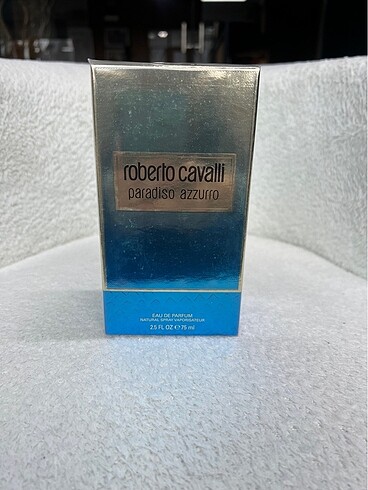 roberto cavalli
paradiso azzurro
EAU DE PARFUM
NATURAL SPRAY VAPORISATEUR
2.5 FL OZ ℮ 75 ml